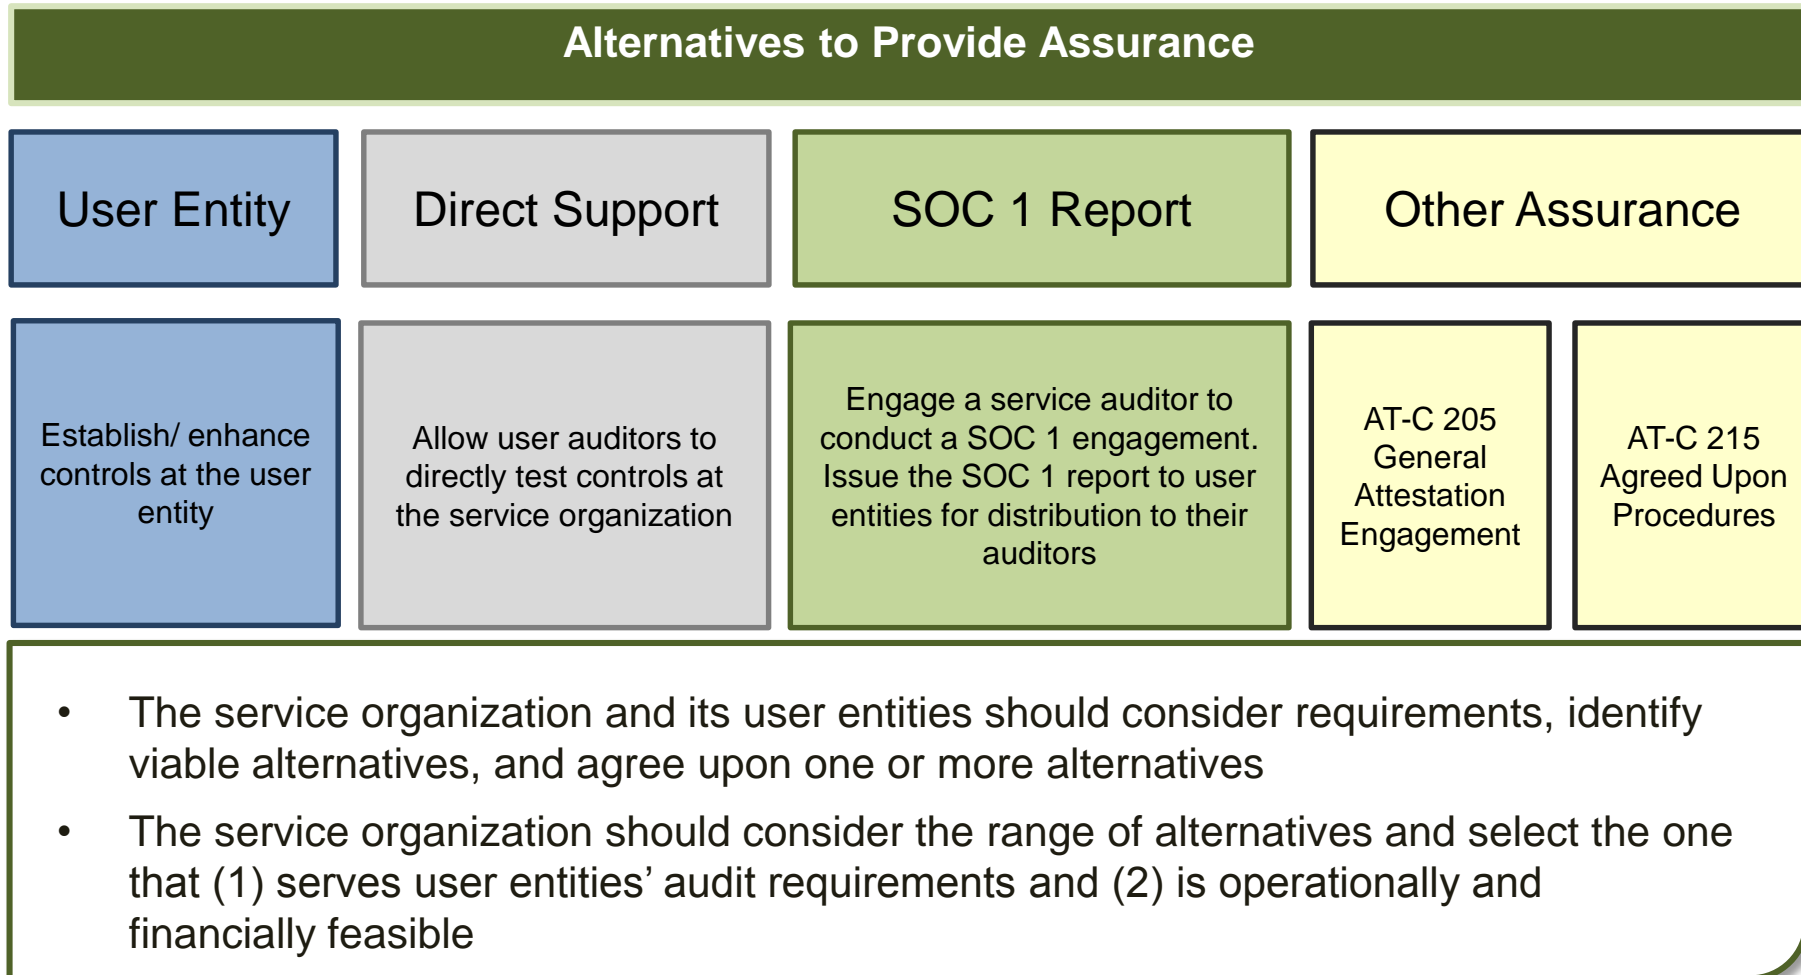 Alternatives to Provide Assurance
User Entity
Direct Support
SOC 1 Report
Other Assurance
Establish/ enhance
controls at the user
entity
Allow user auditors to
directly test controls at
the service organization
Engage a service auditor to
conduct a SOC 1 engagement.
Issue the SOC 1 report to user
entities for distribution to their
auditors
AT-C 205
General
Attestation
Engagement
AT-C 215
Agreed Upon
Procedures
• The service organization and its user entities should consider requirements, identify
viable alternatives, and agree upon one or more alternatives
• The service organization should consider the range of alternatives and select the one
that (1) serves user entities’ audit requirements and (2) is operationally and
financially feasible